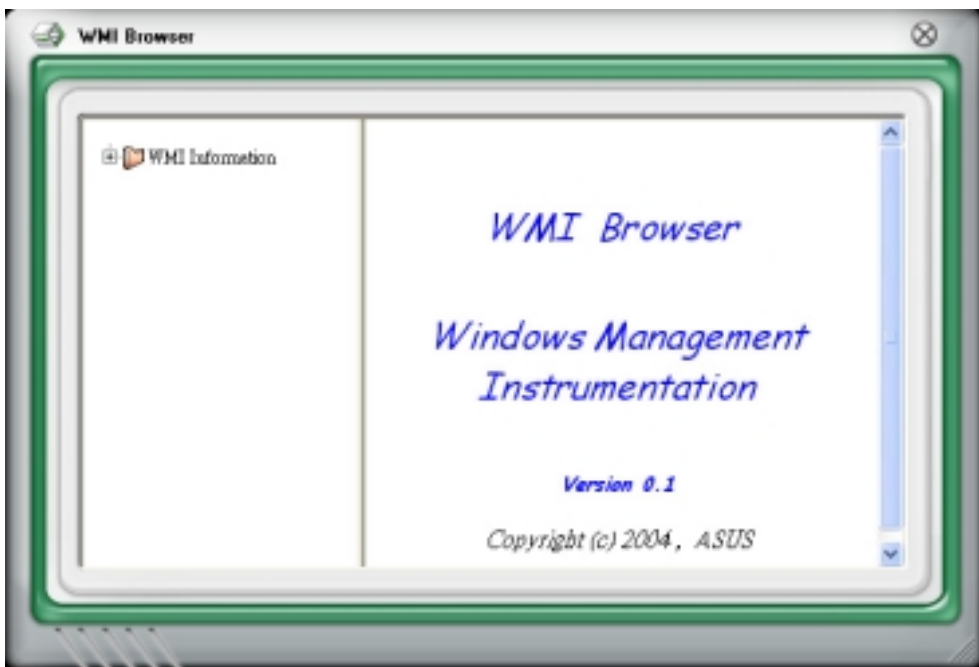 WMI Browser
WMI Information
WMI Browser
Windows Management
Instrumentation
Version 0.1
Copyright (c) 2004, ASUS